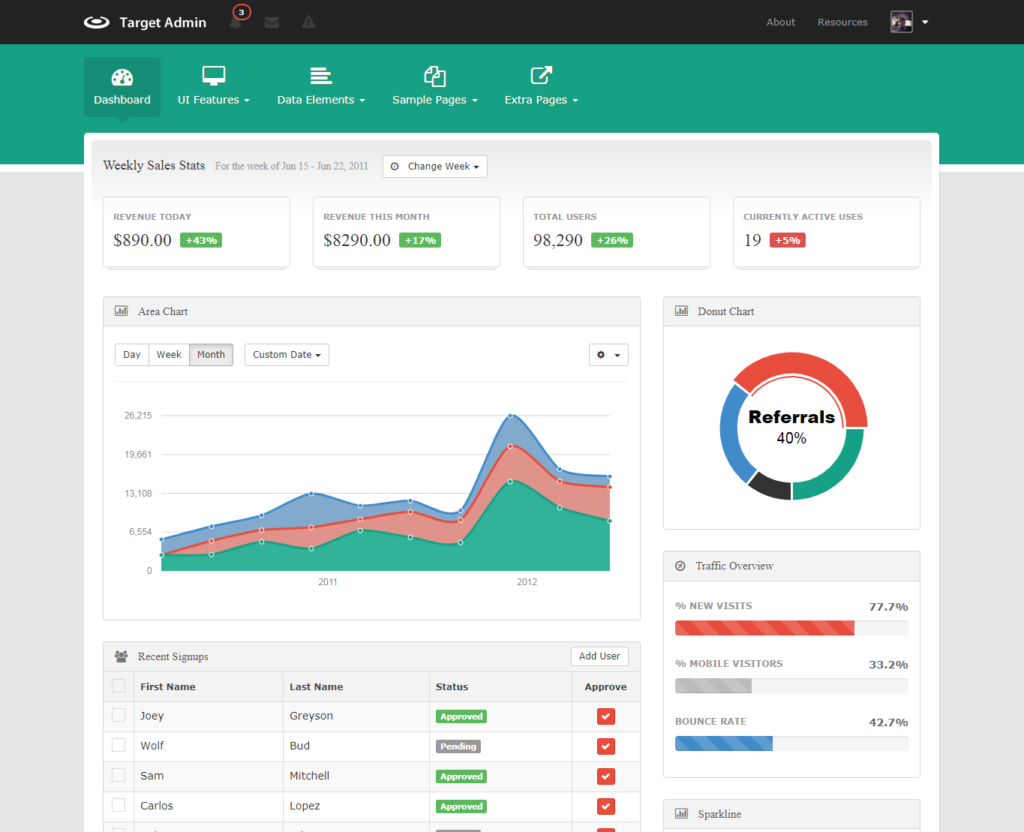 Target Admin 3 About Resources
Dashboard UI Features Data Elements Sample Pages Extra Pages
Weekly Sales Stats For the week of Jun 15 - Jun 22, 2011 Change Week
REVENUE TODAY REVENUE THIS MONTH TOTAL USERS CURRENTLY ACTIVE USES
$890.00 +43% $8290.00 +17% 98,290 +26% 19 +5%
Area Chart
Day Week Month Custom Date
26,215
19,661
13,108
6,554
0
2011 2012
Donut Chart
Referrals
40%
Traffic Overview
% NEW VISITS 77.7%
% MOBILE VISITORS 33.2%
BOUNCE RATE 42.7%
Recent Signups Add User
First Name Last Name Status Approve
Joey Greyson Approved
Wolf Bud Pending
Sam Mitchell Approved
Carlos Lopez Approved
Sparkline